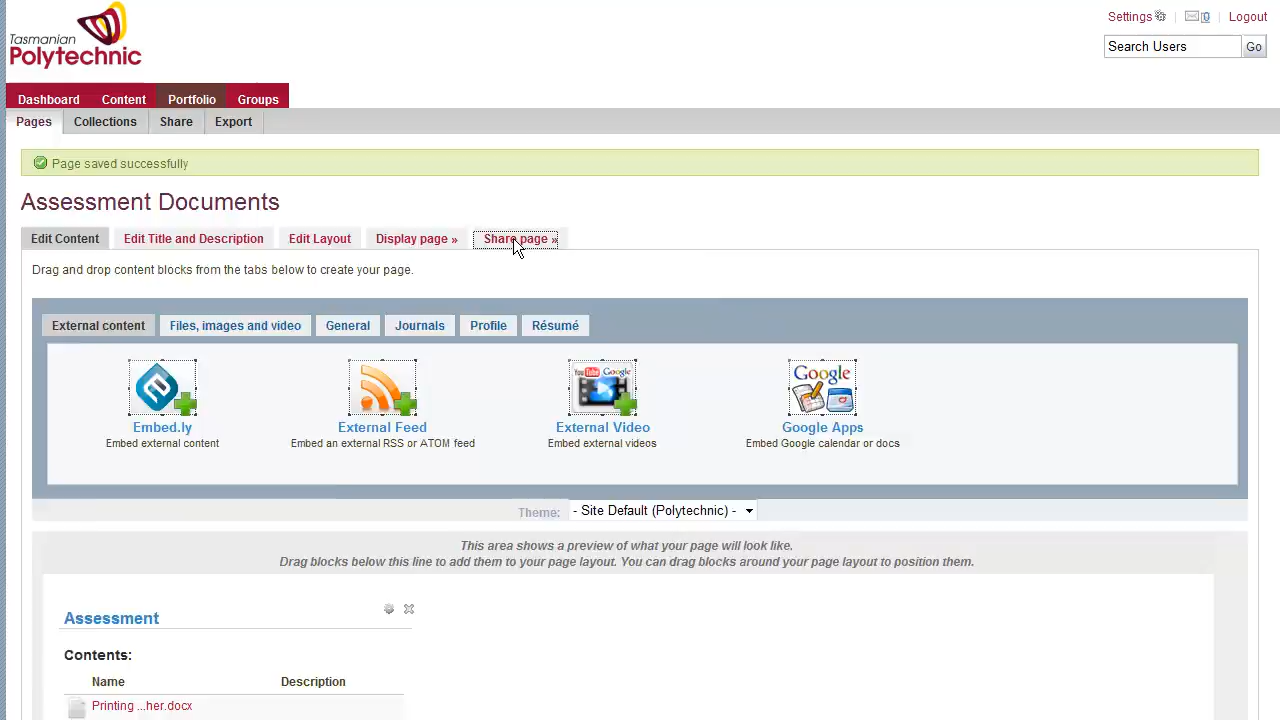 Tasmanian
Polytechnic
Settings
0
Logout
Search Users
Go
Dashboard Content Portfolio Groups
Pages Collections Share Export
Page saved successfully
Assessment Documents
Edit Content Edit Title and Description Edit Layout Display page » Share page »
Drag and drop content blocks from the tabs below to create your page.
External content Files, images and video General Journals Profile Résumé
You Tube Google
Google
Embed.ly External Feed External Video Google Apps
Embed external content Embed an external RSS or ATOM feed Embed external videos Embed Google calendar or docs
Theme: - Site Default (Polytechnic) -
This area shows a preview of what your page will look like.
Drag blocks below this line to add them to your page layout. You can drag blocks around your page layout to position them.
Assessment
Contents:
Name Description
Printing ...her.docx